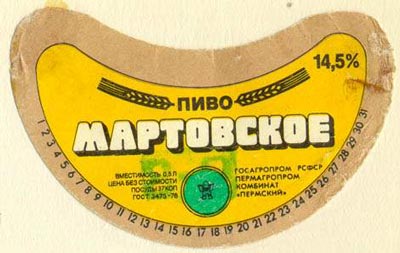 14,5%
ПИВО
МАРТОВСКОЕ
ВМЕСТИМОСТЬ 0,5 Л
ЦЕНА БЕЗ СТОИМОСТИ
ПОСУДЫ 37КОП
ГОСТ 3473-78
ГОСАГРОПРОМ РСФСР
ПЕРМАГРОПРОМ
КОМБИНАТ
«ПЕРМСКИЙ»
1 2 3 4 5 6 7 8 9 10 11 12 13 14 15 16 17 18 19 20 21 22 23 24 25 26 27 28 29 30 31